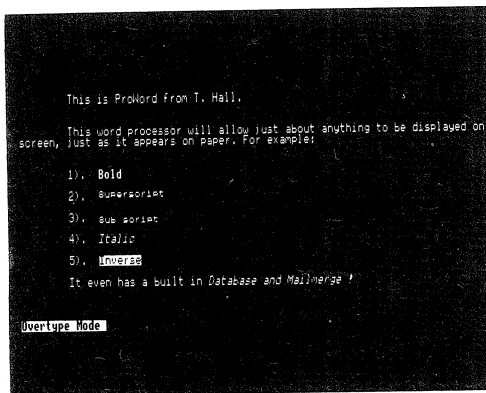 This is ProWord from T. Hall.
This word processor will allow just about anything to be displayed on
screen, just as it appears on paper. For example:
1). Bold
2). Superscript
3). Sub script
4). Italic
5). Inverse
It even has a built in Database and Mailmerge !
Overtype Mode